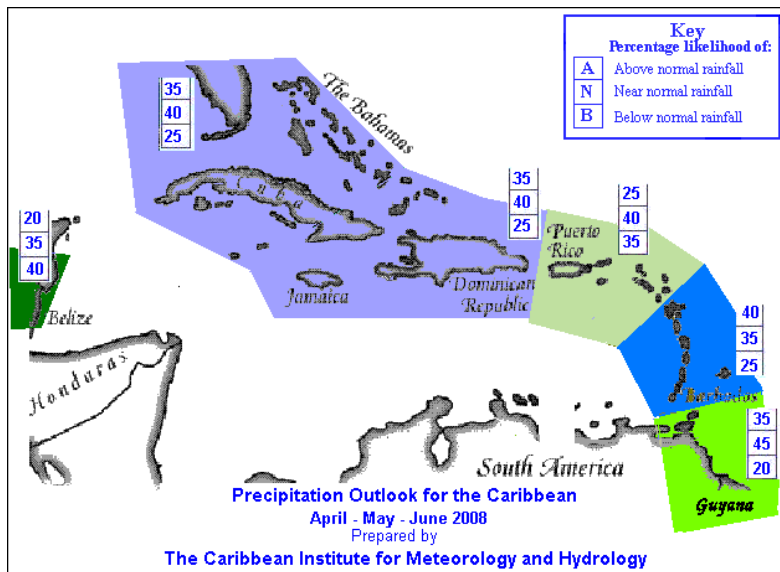 Key
Percentage likelihood of:
A Above normal rainfall
N Near normal rainfall
B Below normal rainfall
35
40
25
The Bahamas
Cuba
35
40
25
25
40
35
Puerto
Rico
20
35
40
Belize
Jamaica
Dominican
Republic
40
35
25
Barbados
Honduras
35
45
20
South America
Guyana
Precipitation Outlook for the Caribbean
April - May - June 2008
Prepared by
The Caribbean Institute for Meteorology and Hydrology